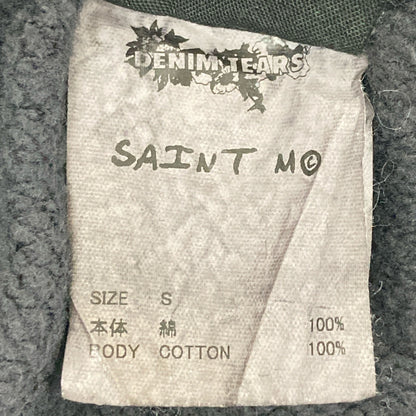 DENIM TEARS
SAINT M©
SIZE S
本体 綿 100%
BODY COTTON 100%